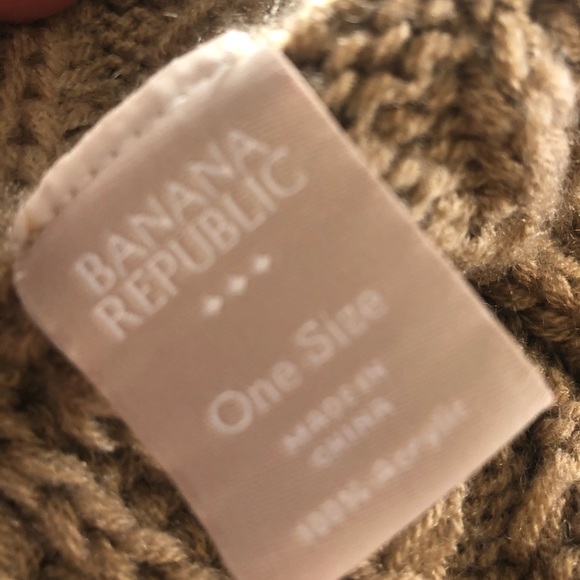 BANANA
REPUBLIC
One Size
MADE IN
CHINA
100% Acrylic